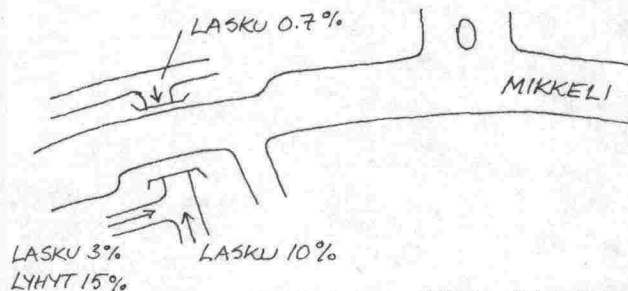 LASKU 0.7%
MIKKELI
LASKU 3%
LYHYT 15%
LASKU 10%